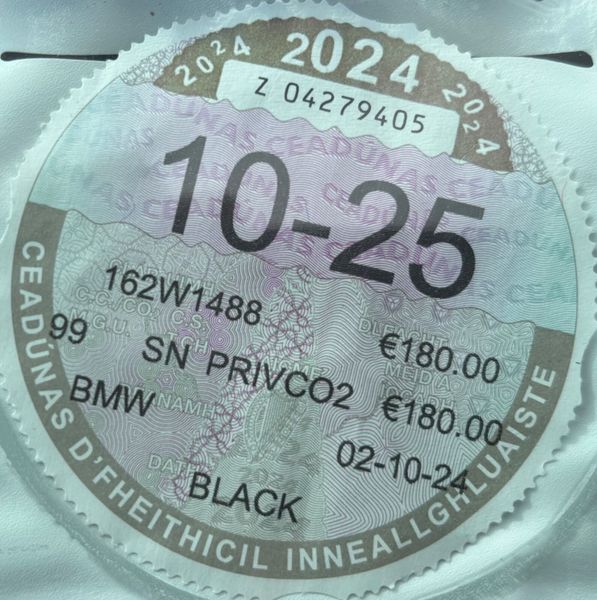 2024 2024 2024
Z 04279405
CEADÚNAS CEADÚNAS
10-25
162W1488
€180.00
99 SN PRIVCO2 €180.00
BMW
02-10-24
BLACK
CEADÚNAS D'FHEITHICIL INNEALLGHLUAISTE